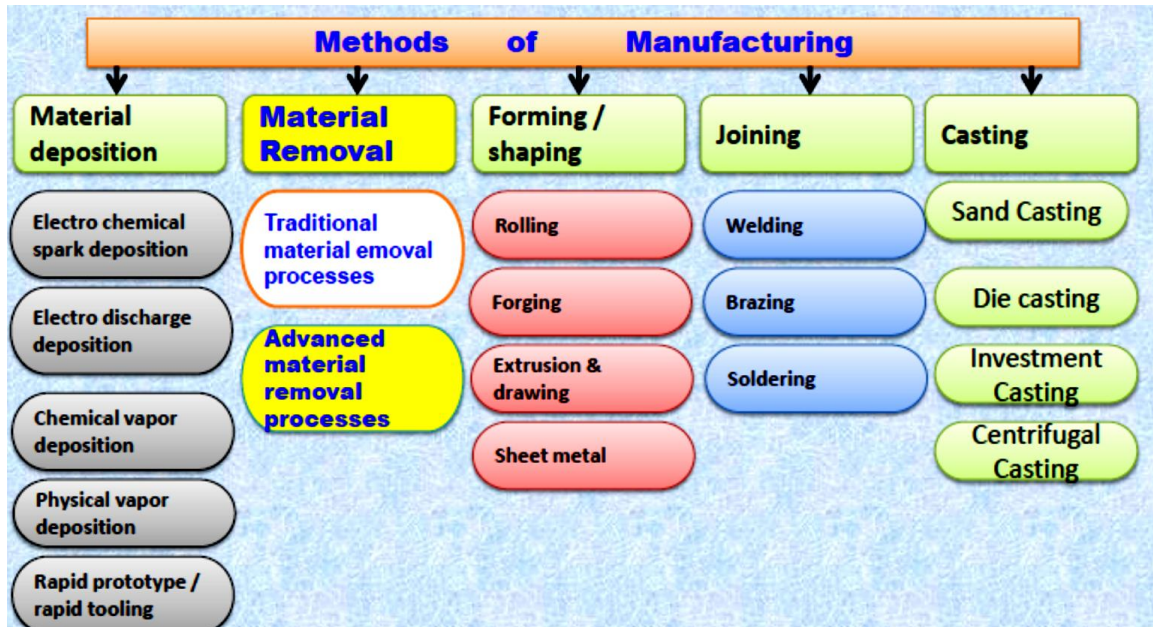 Methods of Manufacturing
Material
deposition
Electro chemical
spark deposition
Electro discharge
deposition
Chemical vapor
deposition
Physical vapor
deposition
Rapid prototype /
rapid tooling
Material
Removal
Traditional
material emoval
processes
Advanced
material
removal
processes
Forming /
shaping
Rolling
Forging
Extrusion &
drawing
Sheet metal
Joining
Welding
Brazing
Soldering
Casting
Sand Casting
Die casting
Investment
Casting
Centrifugal
Casting